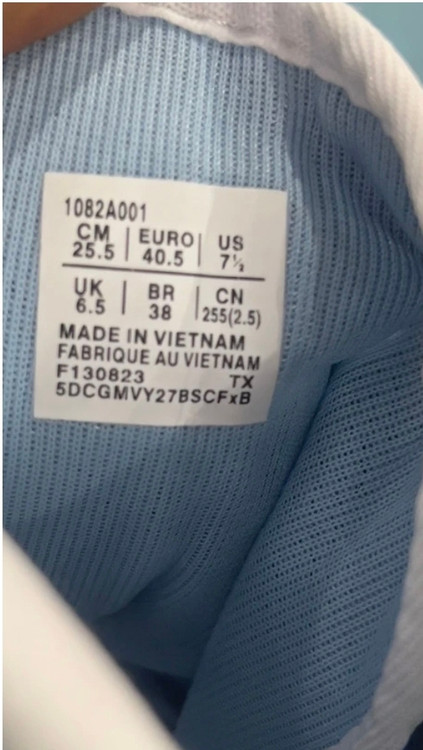 1082A001
CM | EURO | US
25.5 | 40.5 | 7½
UK | BR | CN
6.5 | 38 | 255(2.5)
MADE IN VIETNAM
FABRIQUE AU VIETNAM
F130823 TX
5DCGMVY27BSCFxB